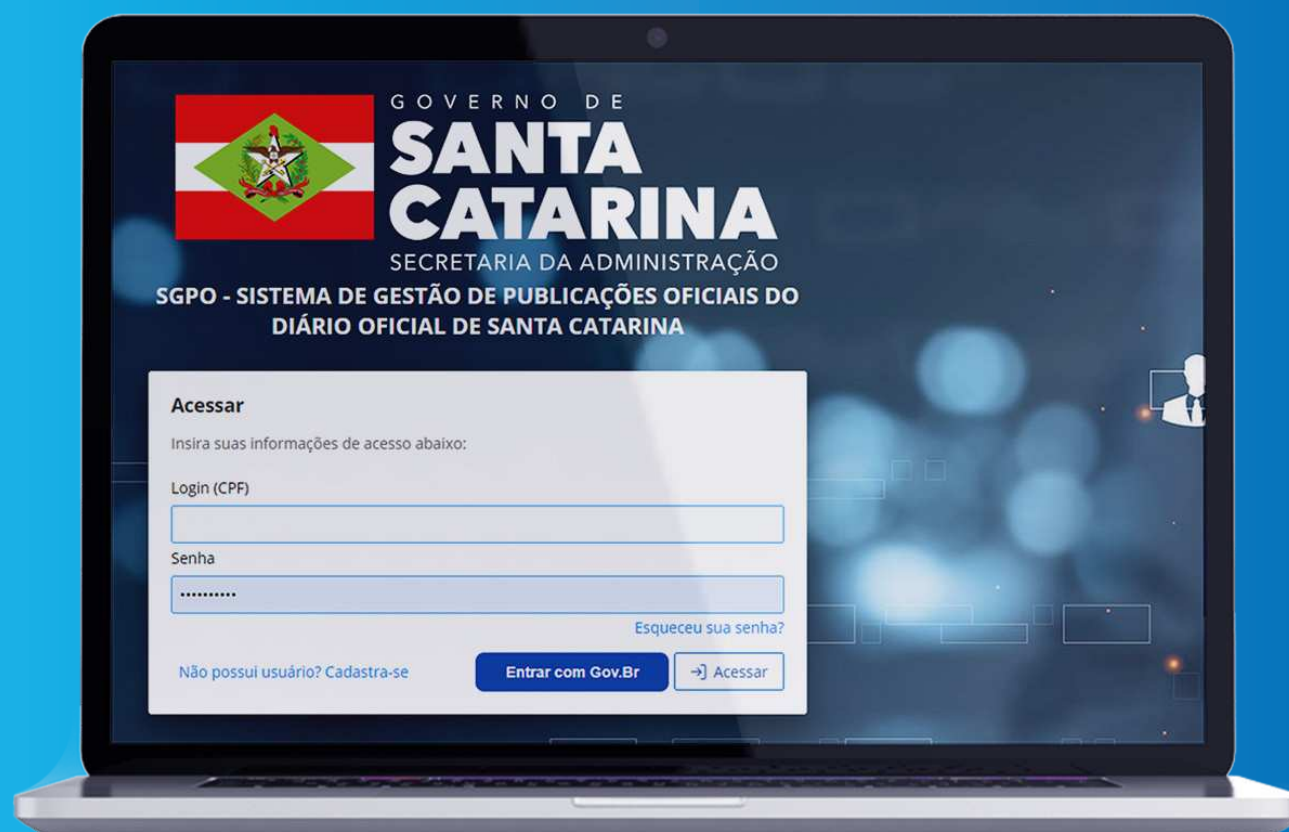 GOVERNO DE
SANTA
CATARINA
SECRETARIA DA ADMINISTRAÇÃO
SGPO - SISTEMA DE GESTÃO DE PUBLICAÇÕES OFICIAIS DO
DIÁRIO OFICIAL DE SANTA CATARINA
Acessar
Insira suas informações de acesso abaixo:
Login (CPF)
Senha
••••••••••
Esqueceu sua senha?
Não possui usuário? Cadastra-se
Entrar com Gov.Br
Acessar